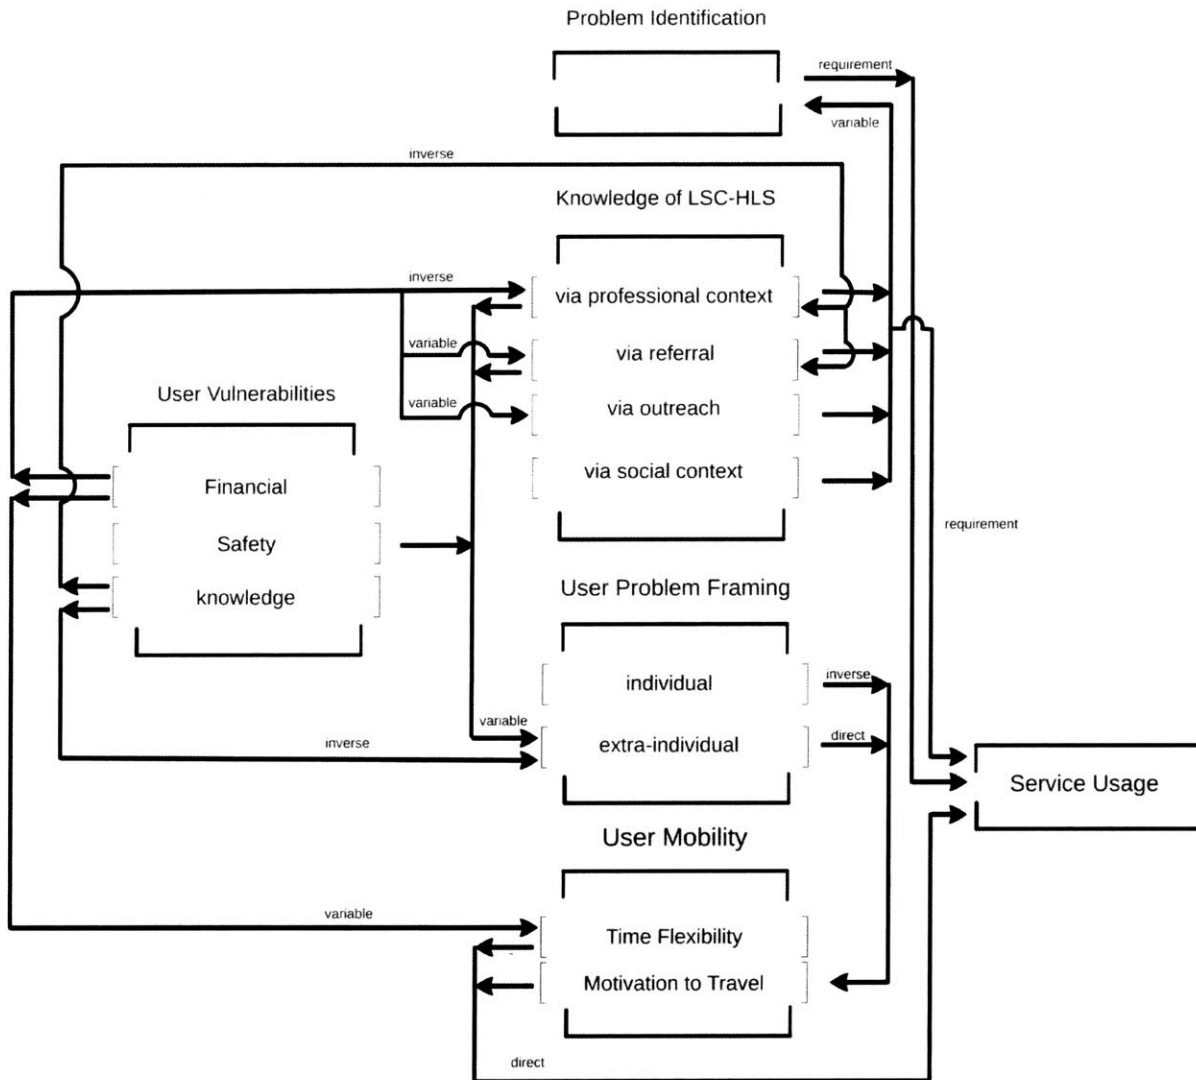 Problem Identification
requirement
variable
inverse
Knowledge of LSC-HLS
inverse
via professional context
variable
via referral
User Vulnerabilities
variable
via outreach
via social context
Financial
requirement
Safety
User Problem Framing
knowledge
individual
inverse
variable
extra-individual
direct
inverse
Service Usage
User Mobility
variable
Time Flexibility
Motivation to Travel
direct